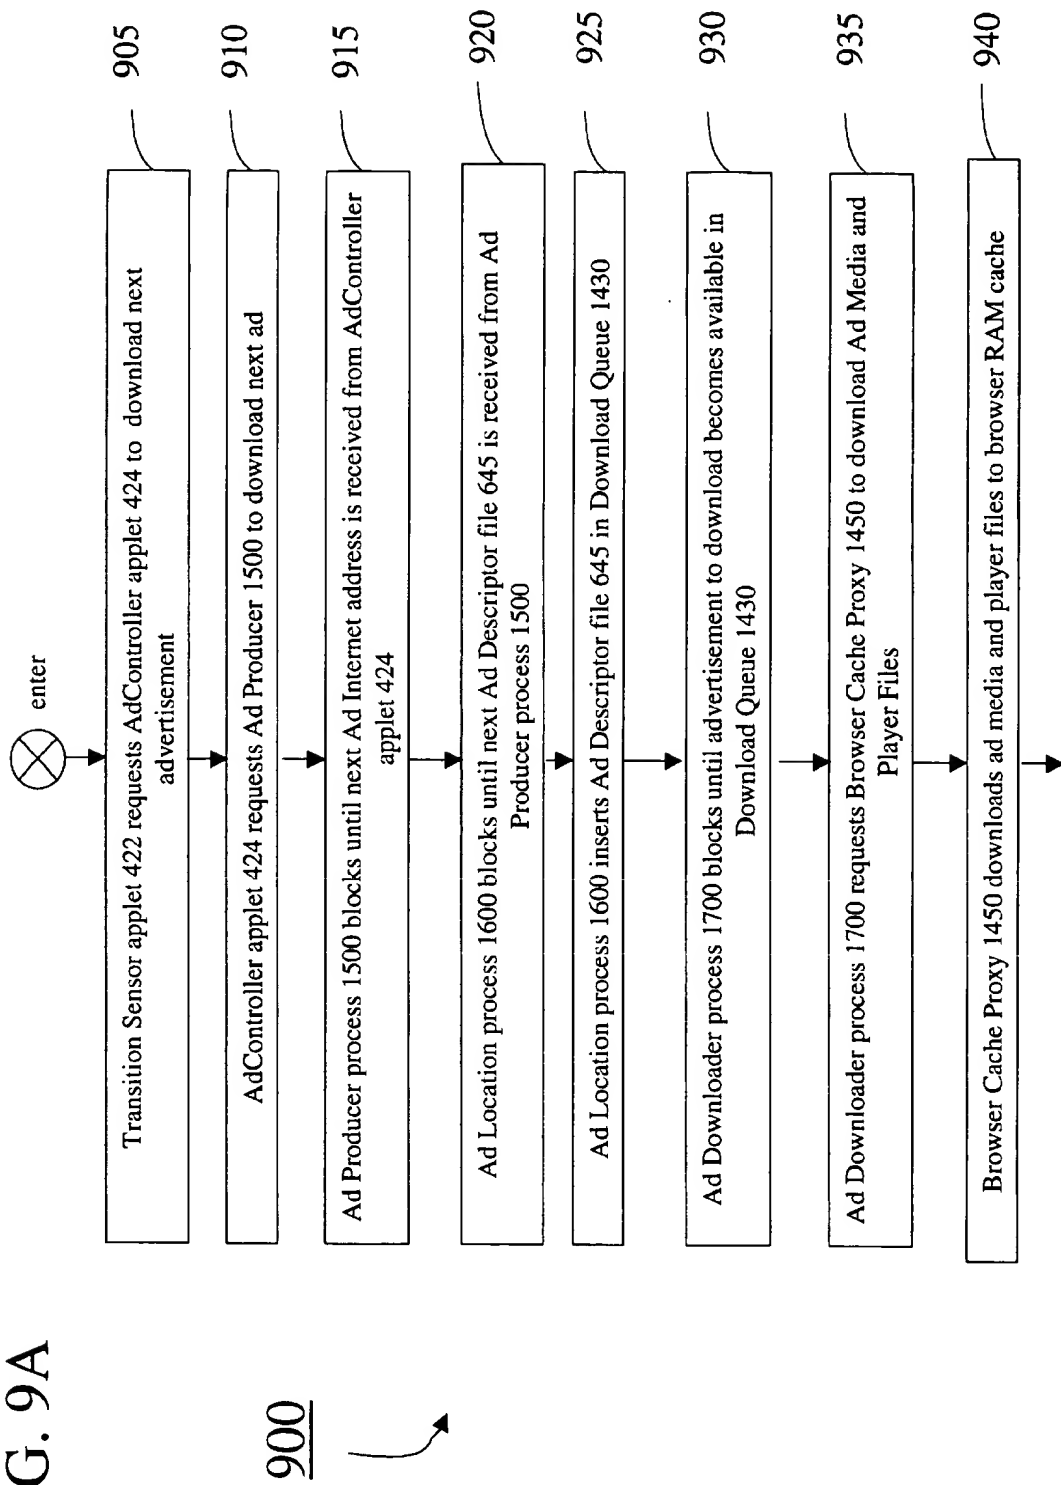 G. 9A
900
enter
Transition Sensor applet 422 requests AdController applet 424 to download next
advertisement
905
AdController applet 424 requests Ad Producer 1500 to download next ad
910
Ad Producer process 1500 blocks until next Ad Internet address is received from AdController
applet 424
915
Ad Location process 1600 blocks until next Ad Descriptor file 645 is received from Ad
Producer process 1500
920
Ad Location process 1600 inserts Ad Descriptor file 645 in Download Queue 1430
925
Ad Downloader process 1700 blocks until advertisement to download becomes available in
Download Queue 1430
930
Ad Downloader process 1700 requests Browser Cache Proxy 1450 to download Ad Media and
Player Files
935
Browser Cache Proxy 1450 downloads ad media and player files to browser RAM cache
940